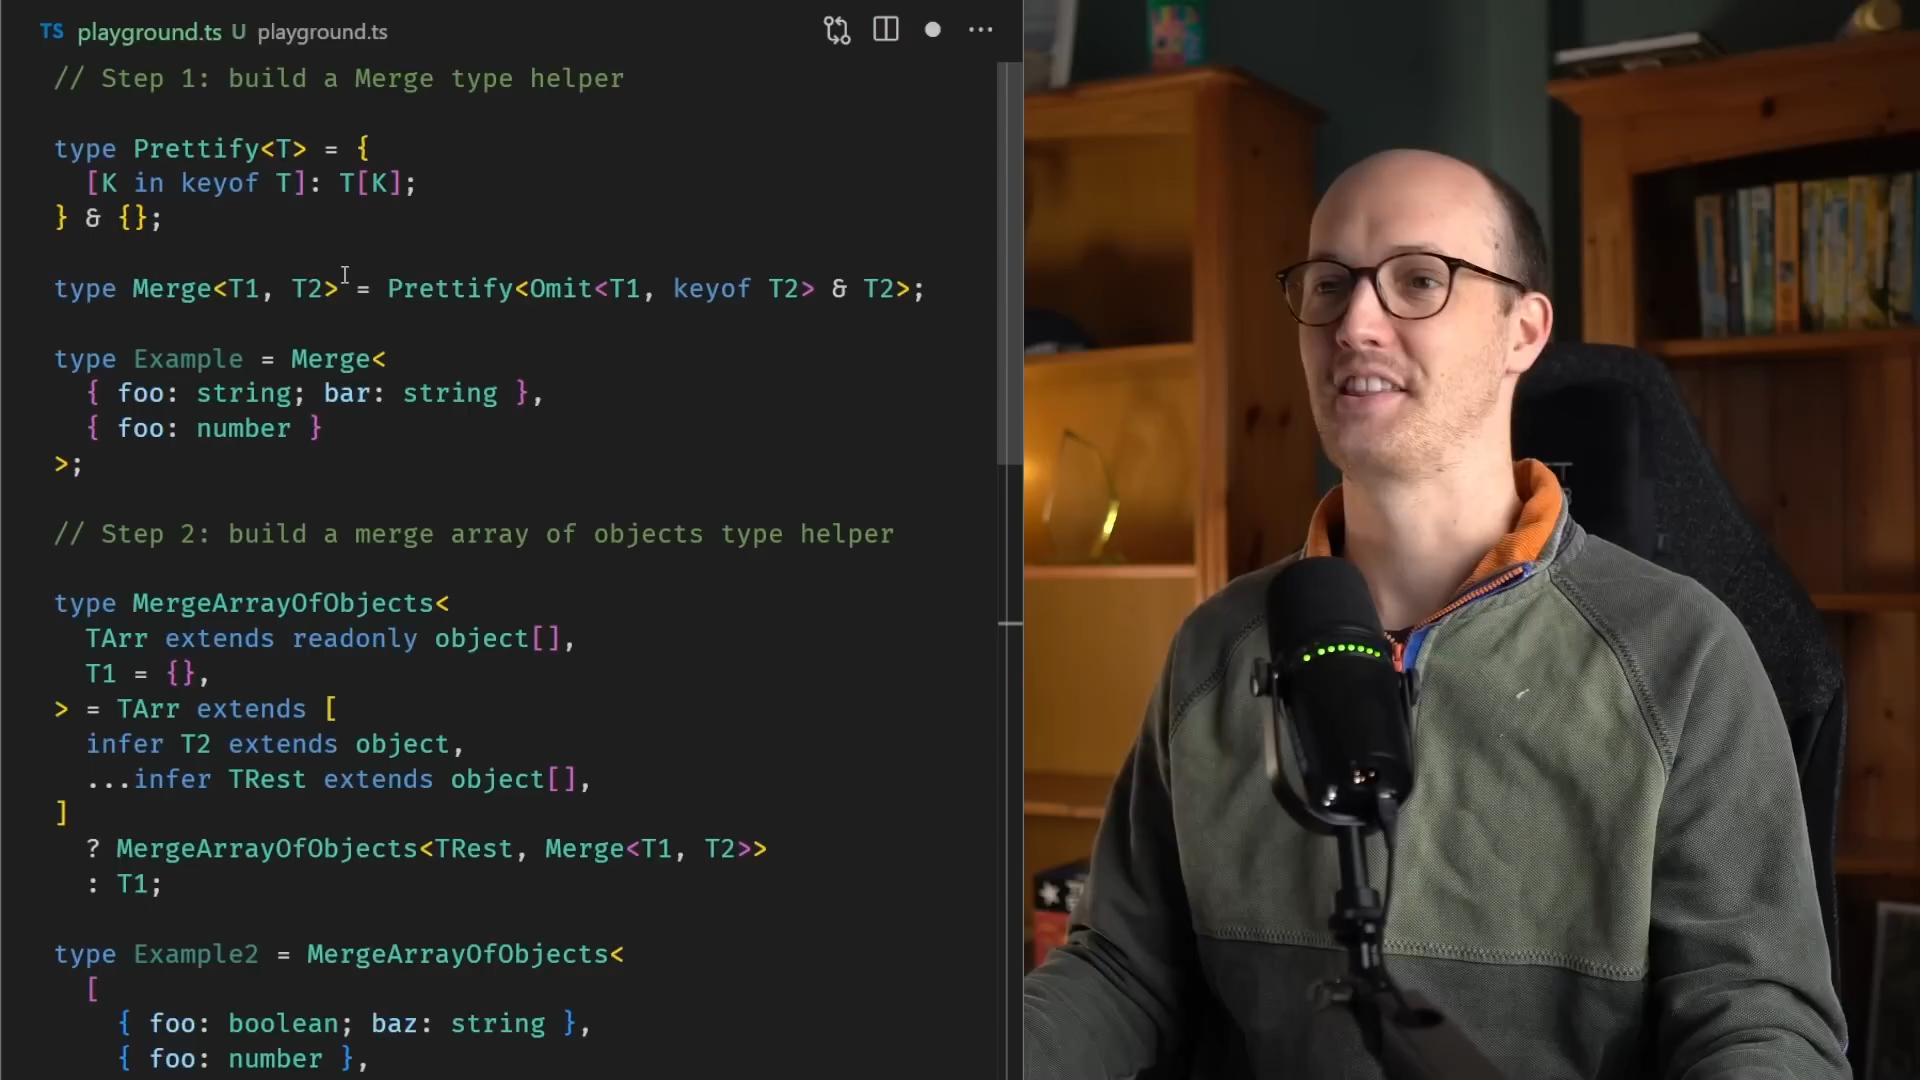 TS playground.ts U playground.ts
// Step 1: build a Merge type helper
type Prettify<T> = {
[K in keyof T]: T[K];
} & {};
type Merge<T1, T2> = Prettify<Omit<T1, keyof T2> & T2>;
type Example = Merge<
{ foo: string; bar: string },
{ foo: number }
>;
// Step 2: build a merge array of objects type helper
type MergeArrayOfObjects<
TArr extends readonly object[],
T1 = {},
> = TArr extends [
infer T2 extends object,
...infer TRest extends object[],
]
? MergeArrayOfObjects<TRest, Merge<T1, T2>>
: T1;
type Example2 = MergeArrayOfObjects<
[
{ foo: boolean; baz: string },
{ foo: number },